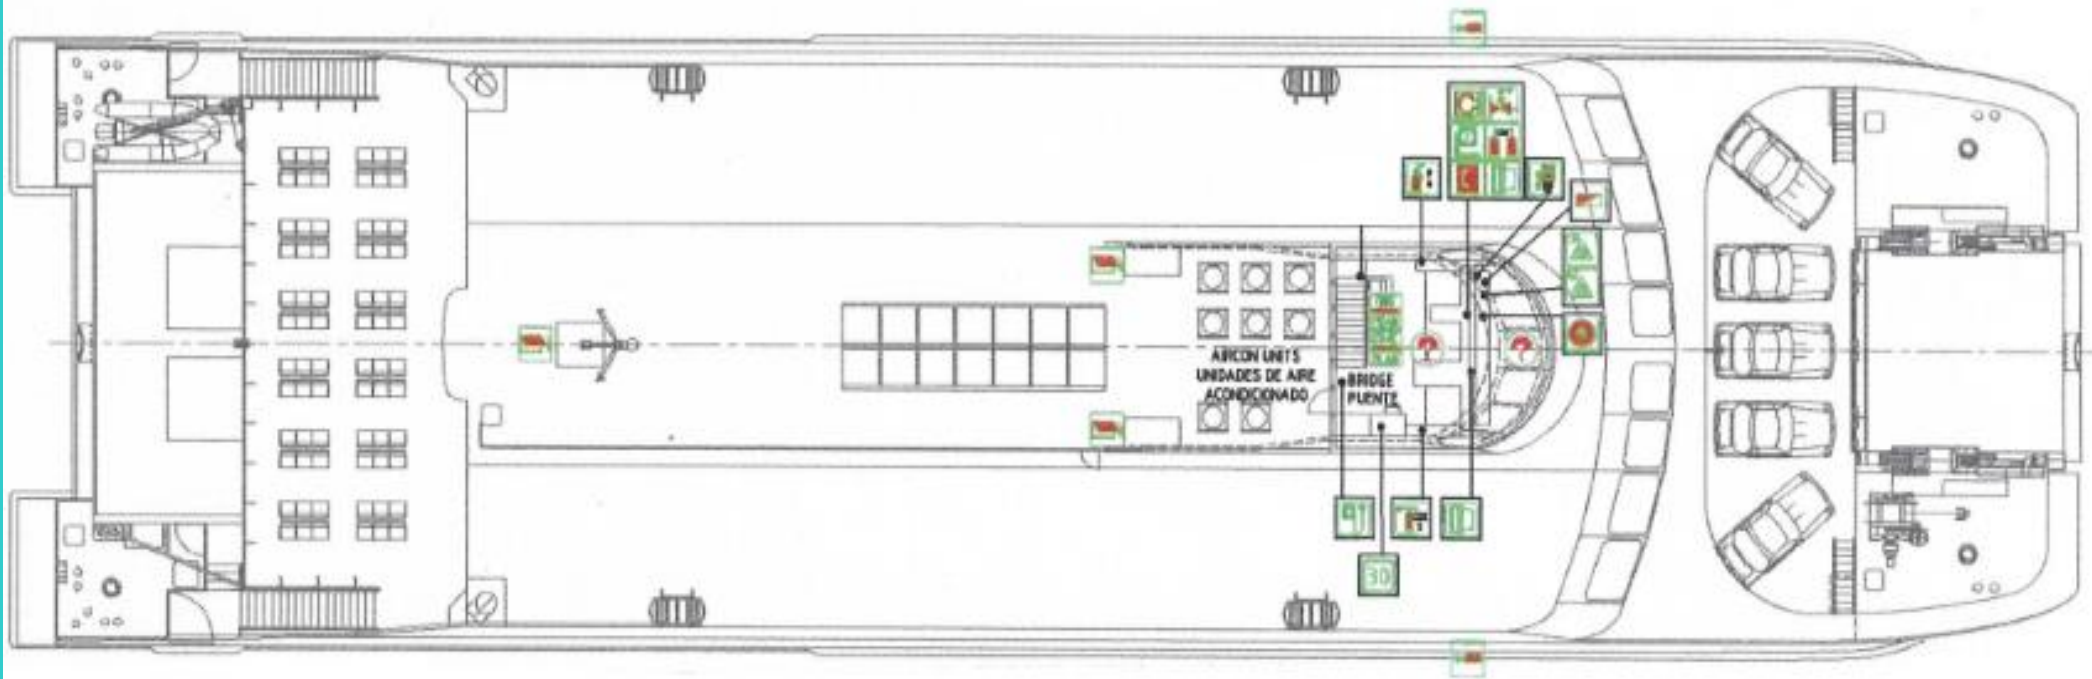 AIRCON UNITS
UNIDADES DE AIRE
ACONDICIONADO
BRIDGE
PUENTE
30